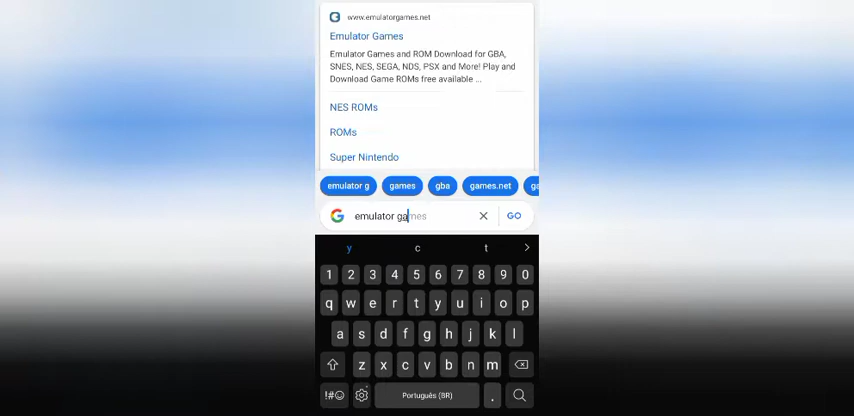 www.emulatorgames.net
Emulator Games
Emulator Games and ROM Download for GBA,
SNES, NES, SEGA, NDS, PSX and More! Play and
Download Game ROMs free available ...
NES ROMs
ROMs
Super Nintendo
emulator g games gba games.net ga
emulator games GO
y c t
1 2 3 4 5 6 7 8 9 0
q w e r t y u i o p
a s d f g h j k l
z x c v b n m
!#☺ Português (BR) .